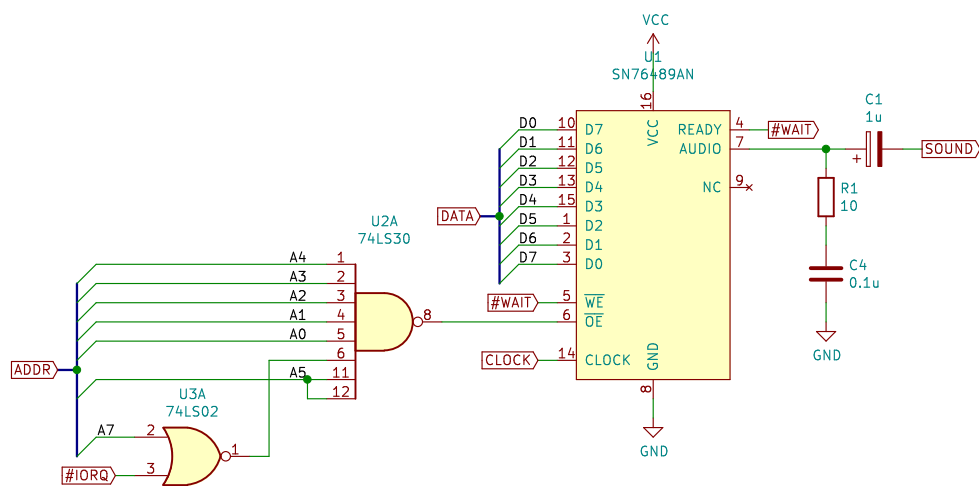 VCC
U1
SN76489AN
16
VCC
C1
1u
D0 10 D7 READY 4 #WAIT
D1 11 D6 AUDIO 7 + SOUND
D2 12 D5
D3 13 D4 NC 9 R1
D4 15 D3 10
DATA D5 1 D2
U2A D6 2 D1
74LS30 D7 3 D0 C4
A4 1 0.1u
A3 2
A2 3 #WAIT 5 WE
A1 4 8 6 OE
A0 5 GND
6 CLOCK 14 CLOCK GND
ADDR A5 11
12 8
U3A
74LS02
A7 2 1 GND
#IORQ 3